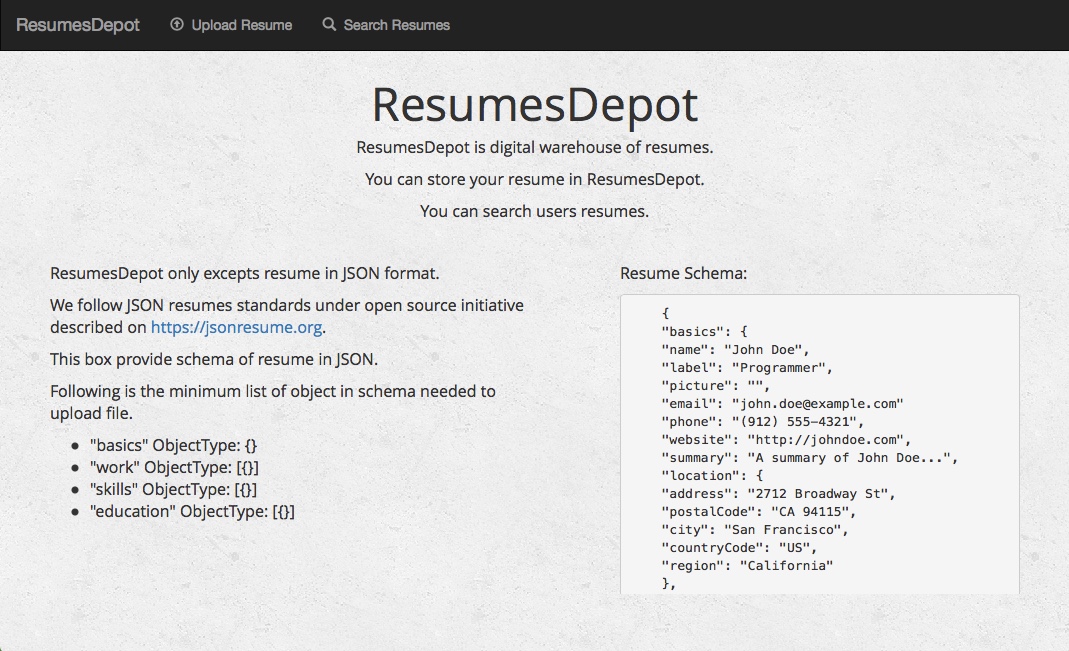 ResumesDepot Upload Resume Search Resumes
ResumesDepot
ResumesDepot is digital warehouse of resumes.
You can store your resume in ResumesDepot.
You can search users resumes.
ResumesDepot only excepts resume in JSON format.
We follow JSON resumes standards under open source initiative
described on https://jsonresume.org.
This box provide schema of resume in JSON.
Following is the minimum list of object in schema needed to
upload file.
"basics" ObjectType: {}
"work" ObjectType: [{}]
"skills" ObjectType: [{}]
"education" ObjectType: [{}]
Resume Schema:
{
"basics": {
"name": "John Doe",
"label": "Programmer",
"picture": "",
"email": "john.doe@example.com"
"phone": "(912) 555-4321",
"website": "http://johndoe.com",
"summary": "A summary of John Doe...",
"location": {
"address": "2712 Broadway St",
"postalCode": "CA 94115",
"city": "San Francisco",
"countryCode": "US",
"region": "California"
},